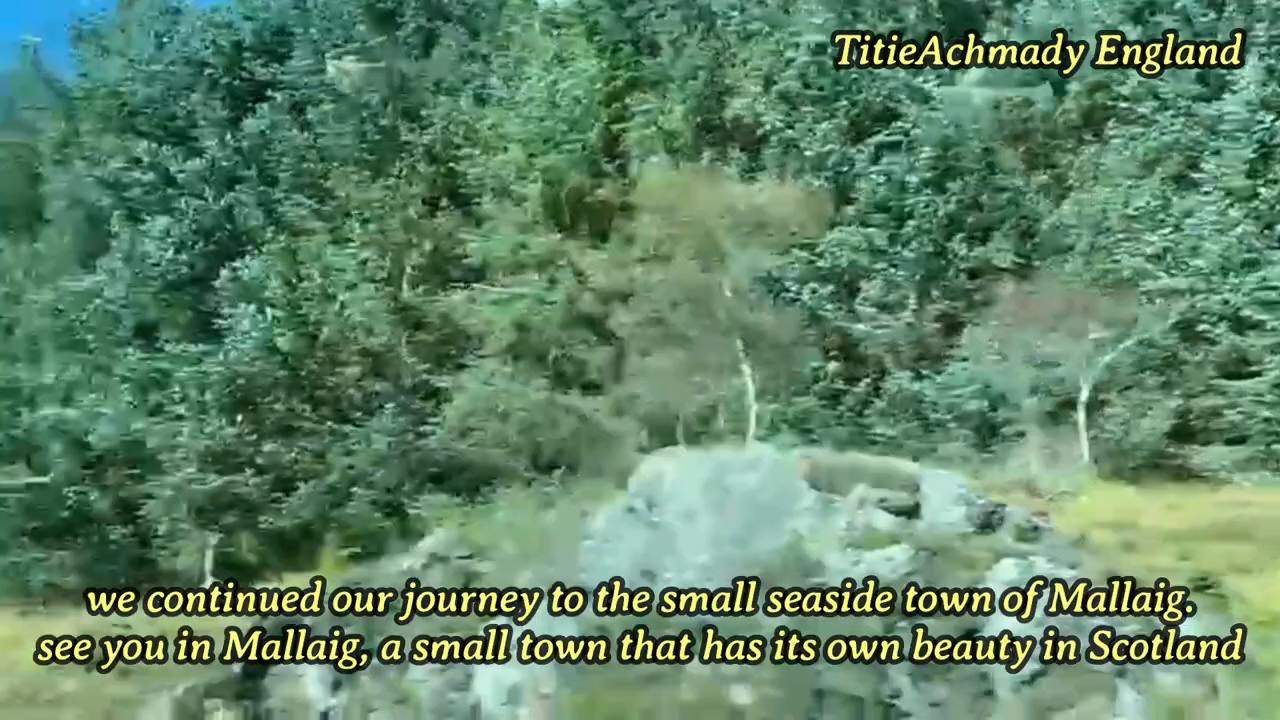 TitieAchmady England
we continued our journey to the small seaside town of Mallaig.
see you in Mallaig, a small town that has its own beauty in Scotland